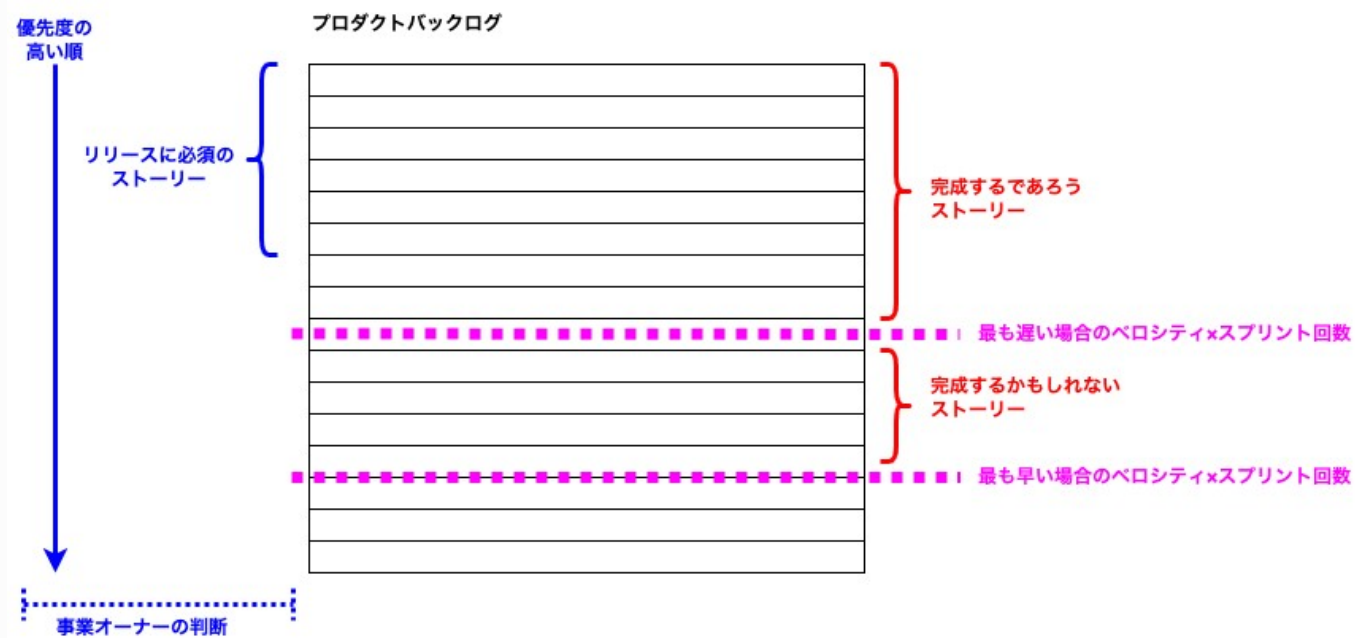 優先度の
高い順
プロダクトバックログ
リリースに必須の
ストーリー
完成するであろう
ストーリー
最も遅い場合のベロシティ×スプリント回数
完成するかもしれない
ストーリー
最も早い場合のベロシティ×スプリント回数
事業オーナーの判断